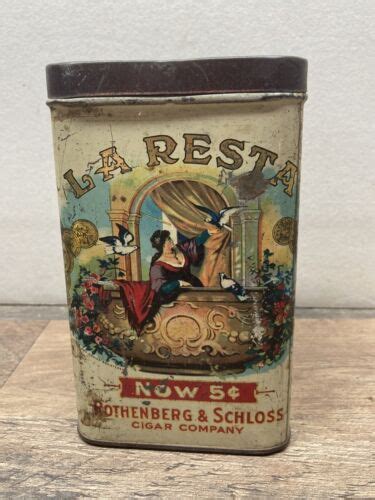 LA RESTA
NOW 5¢
ROTHENBERG & SCHLOSS
CIGAR COMPANY